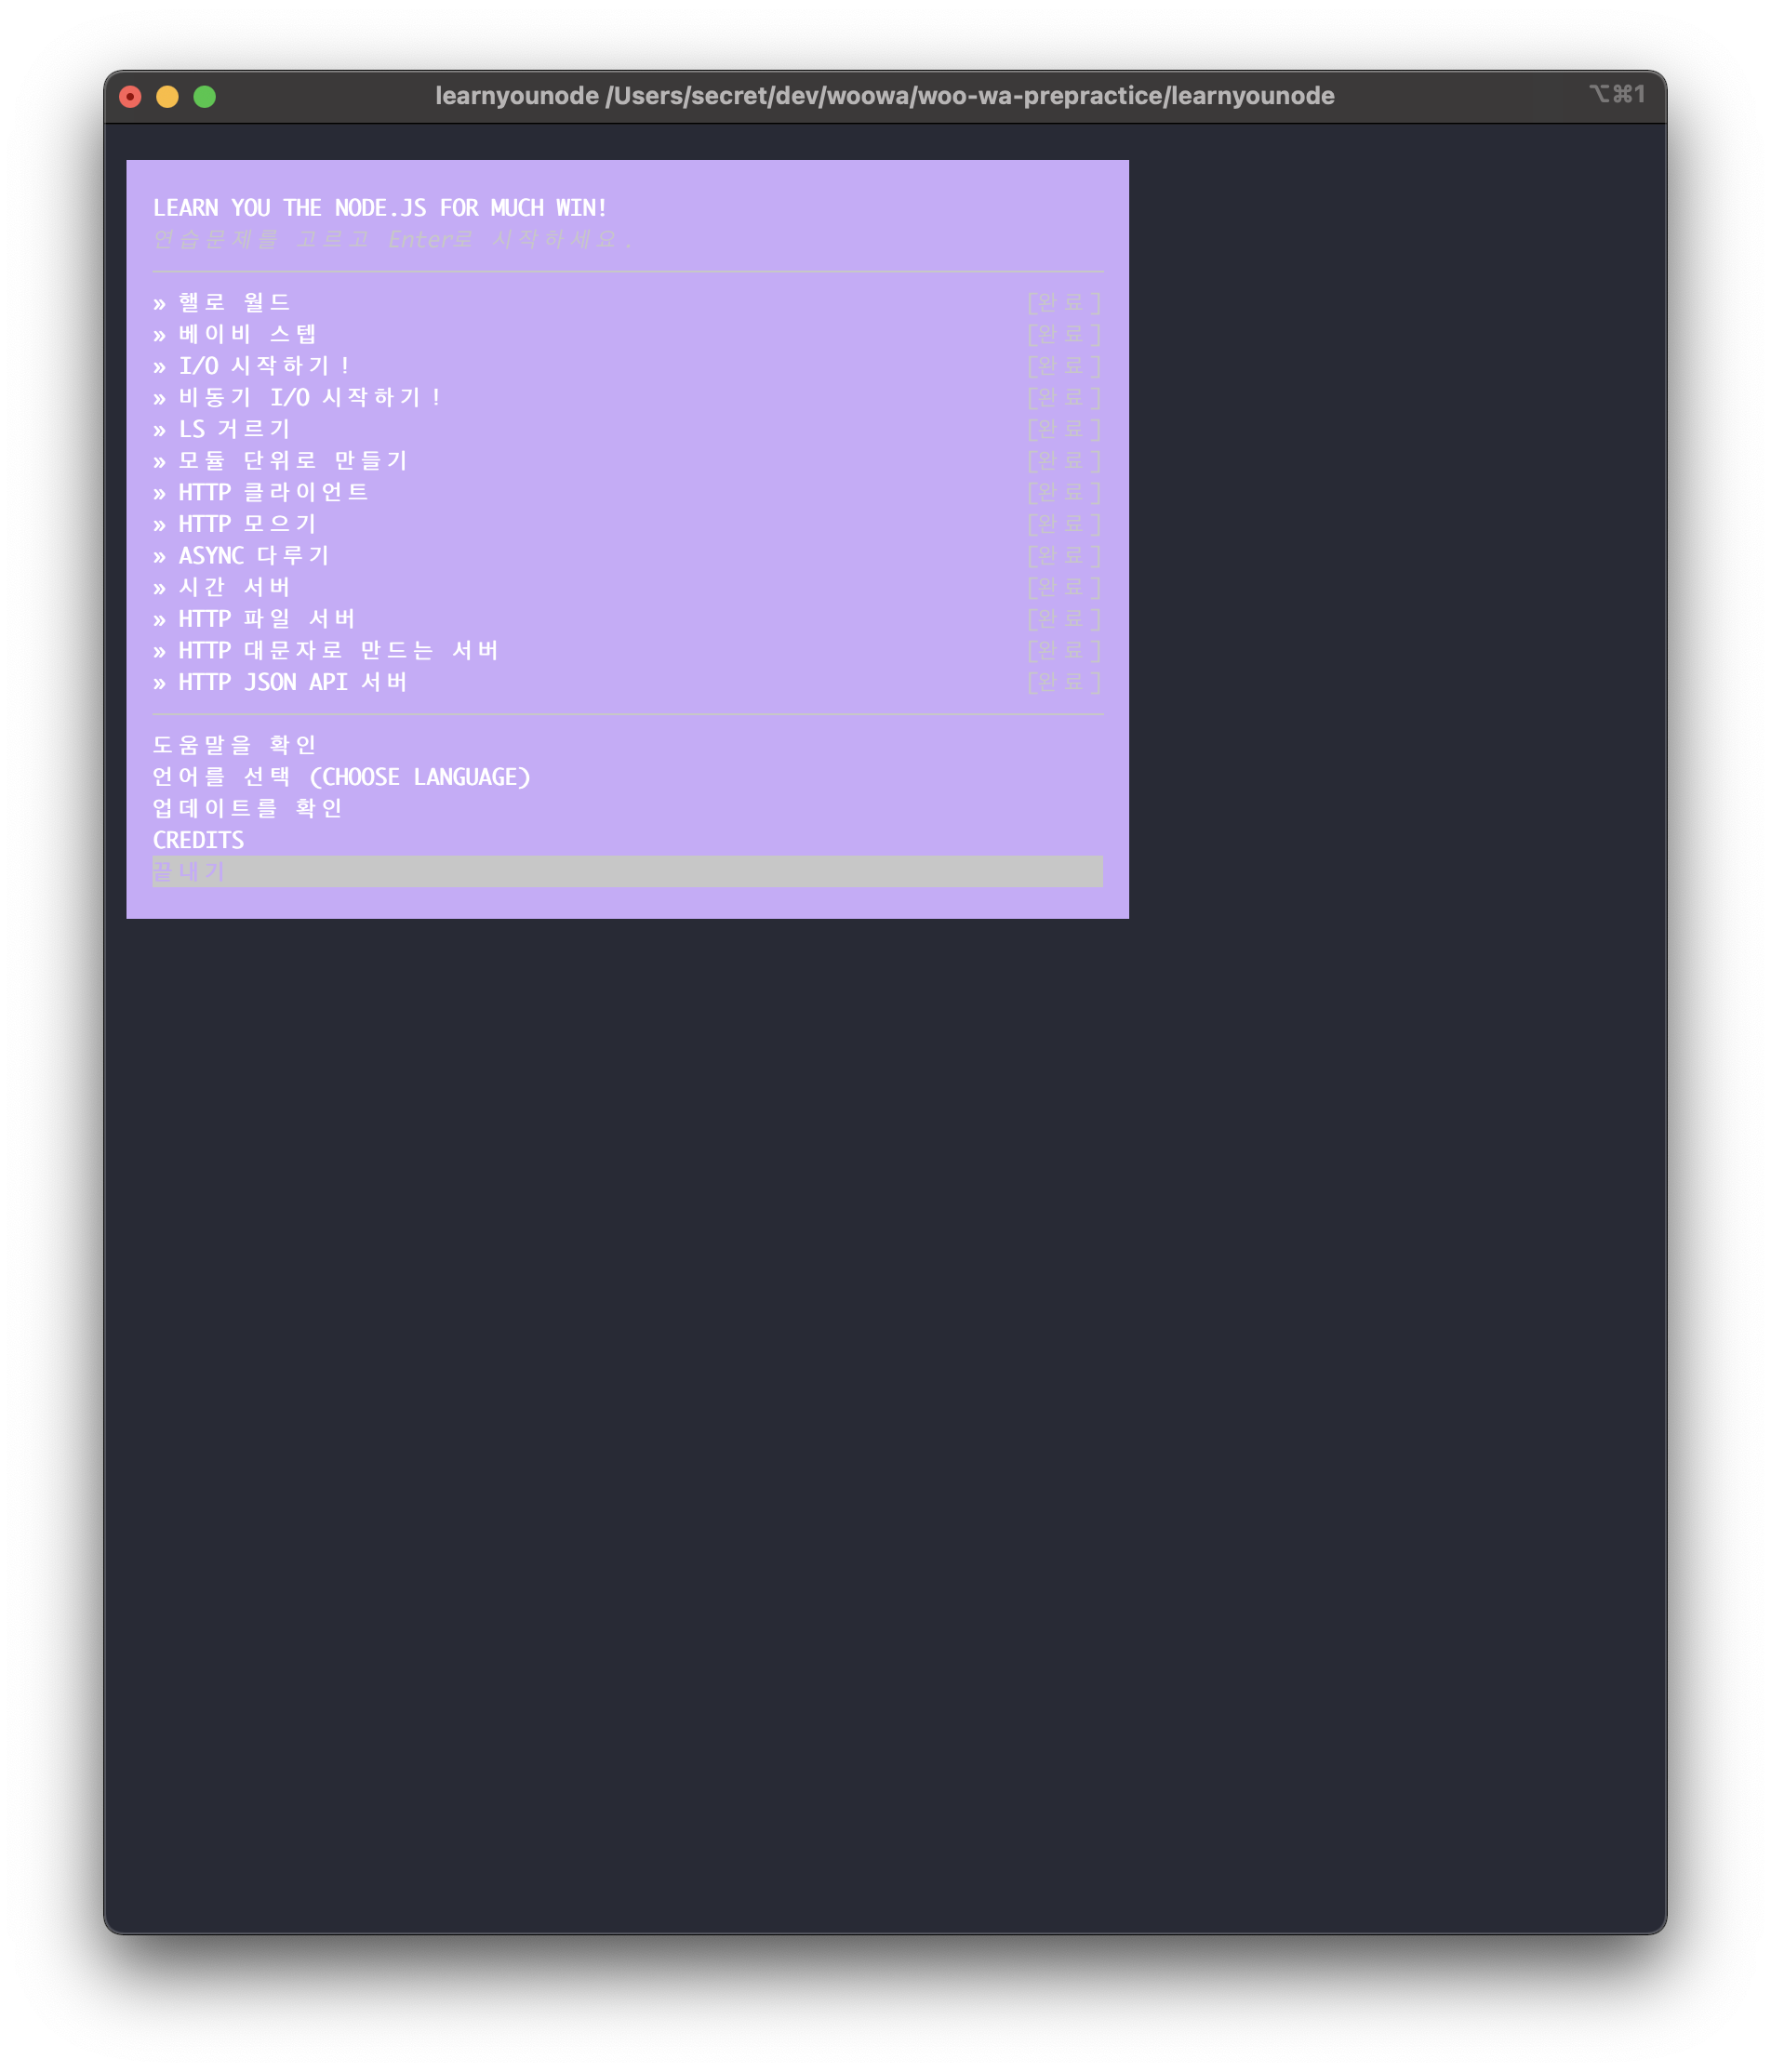 learnyounode /Users/secret/dev/woowa/woo-wa-prepractice/learnyounode ⌥⌘1
LEARN YOU THE NODE.JS FOR MUCH WIN!
연습문제를 고르고 Enter로 시작하세요.
» 핼로 월드 [완료]
» 베이비 스텝 [완료]
» I/O 시작하기! [완료]
» 비동기 I/O 시작하기! [완료]
» LS 거르기 [완료]
» 모듈 단위로 만들기 [완료]
» HTTP 클라이언트 [완료]
» HTTP 모으기 [완료]
» ASYNC 다루기 [완료]
» 시간 서버 [완료]
» HTTP 파일 서버 [완료]
» HTTP 대문자로 만드는 서버 [완료]
» HTTP JSON API 서버 [완료]
도움말을 확인
언어를 선택 (CHOOSE LANGUAGE)
업데이트를 확인
CREDITS
끝내기